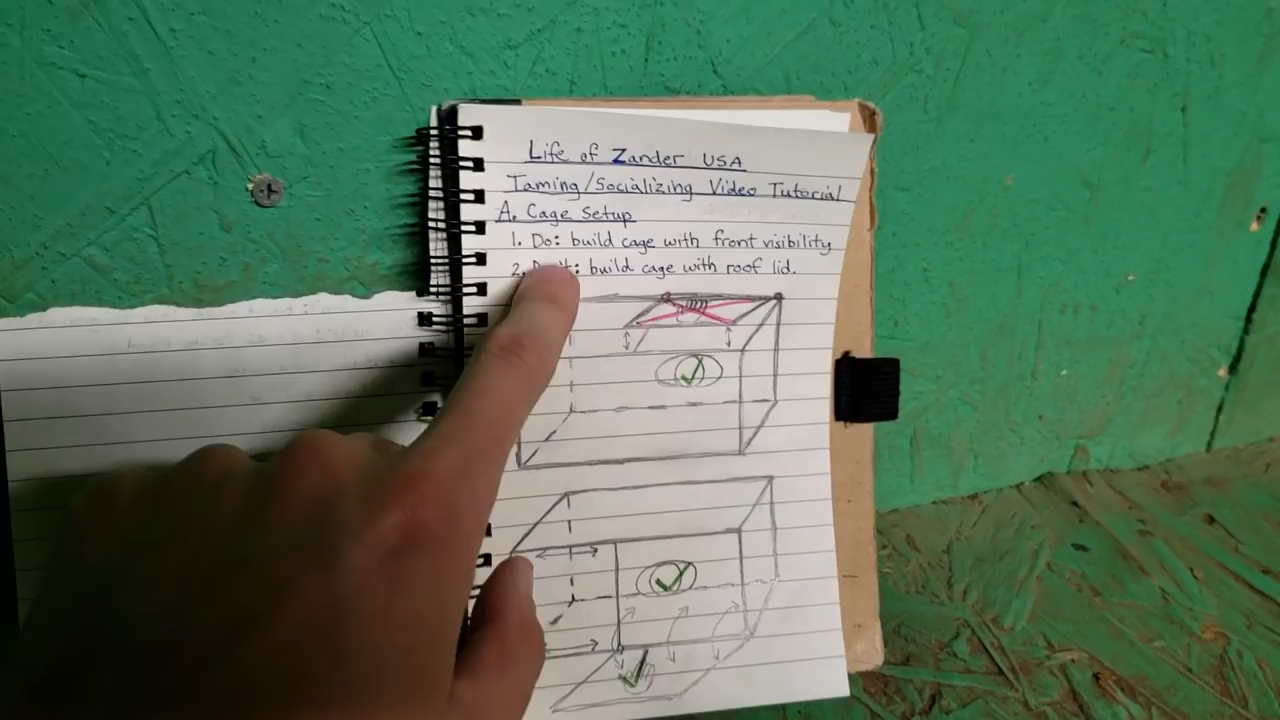 Life of Zander USA
Taming/Socializing Video Tutorial
A. Cage Setup
1. Do: build cage with front visibility
2. build cage with roof lid.